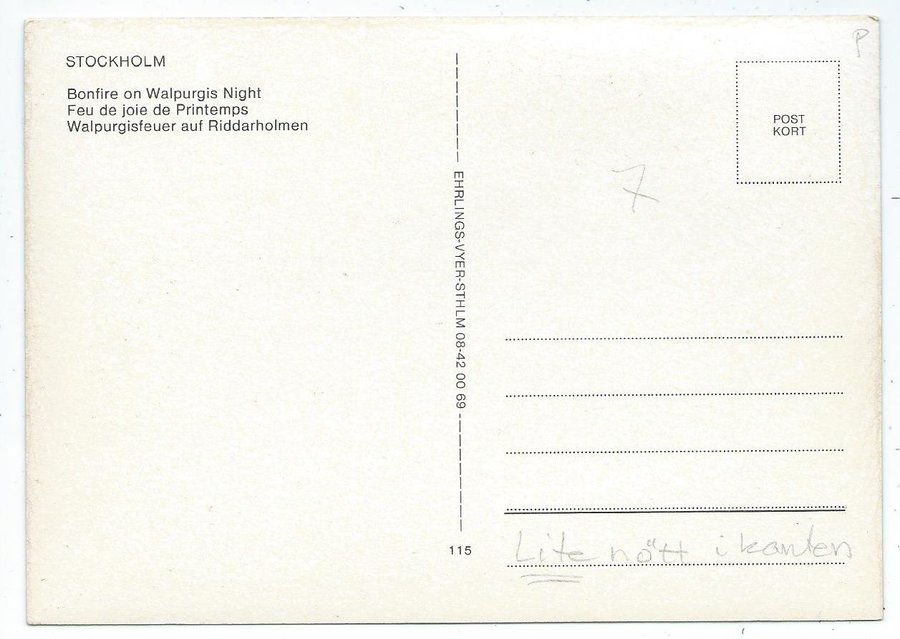 STOCKHOLM
Bonfire on Walpurgis Night
Feu de joie de Printemps
Walpurgisfeuer auf Riddarholmen
EHRLINGS-VYER-STHLM 08-42 00 69
115
P
POST
KORT
7
Lite nött i kanten